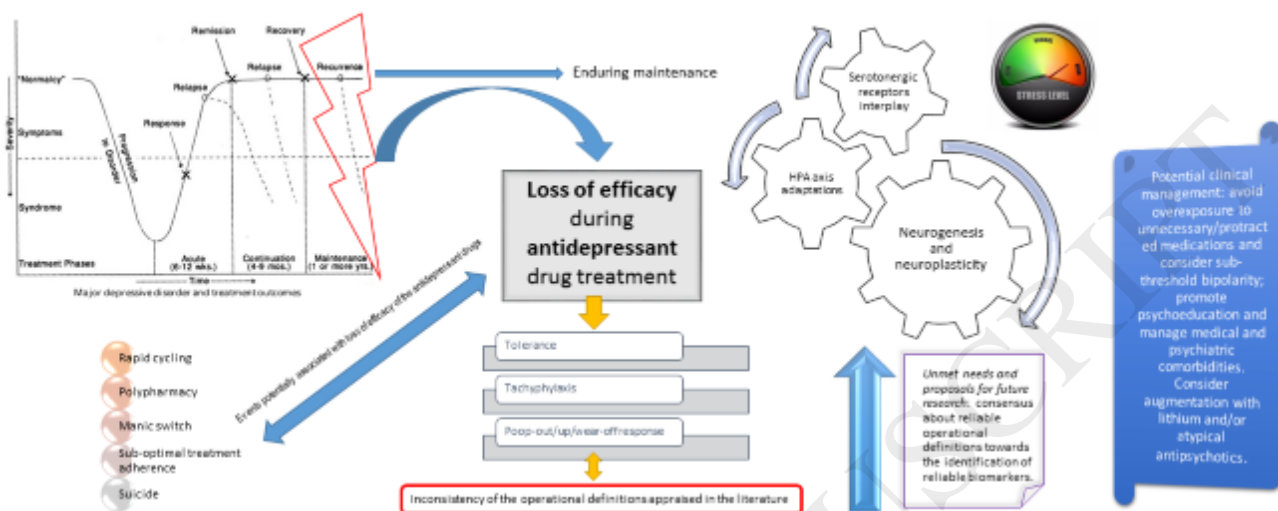 Remission
Recovery
"Normalcy"
Relapse
Relapse
Recurrence
Response
Severity
Symptoms
Progression
to Disorder
Syndrome
Treatment Phases
Acute
(6-12 wks.)
Continuation
(4-9 mos.)
Maintenance
(1 or more yrs.)
Time
Major depressive disorder and treatment outcomes
Enduring maintenance
Loss of efficacy
during
antidepressant
drug treatment
Events potentially associated with loss of efficacy of the antidepressant drugs
Rapid cycling
Polypharmacy
Manic switch
Sub-optimal treatment
adherence
Suicide
Tolerance
Tachyphylaxis
Poop-out/up/wear-offresponse
Inconsistency of the operational definitions appraised in the literature
Serotonergic
receptors
interplay
HPA axis
adaptations
Neurogenesis
and
neuroplasticity
STRESS LEVEL
Unmet needs and
proposals for future
research: consensus
about reliable
operational
definitions towards
the identification of
reliable biomarkers.
Potential clinical
management: avoid
overexposure to
unnecessary/protract
ed medications and
consider sub-
threshold bipolarity;
promote
psychoeducation and
manage medical and
psychiatric
comorbidities.
Consider
augmentation with
lithium and/or
atypical
antipsychotics.